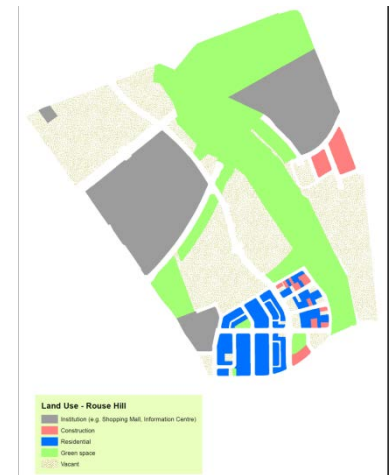 Land Use - Rouse Hill
Institution (e.g. Shopping Mall, Information Centre)
Construction
Residential
Green space
Vacant